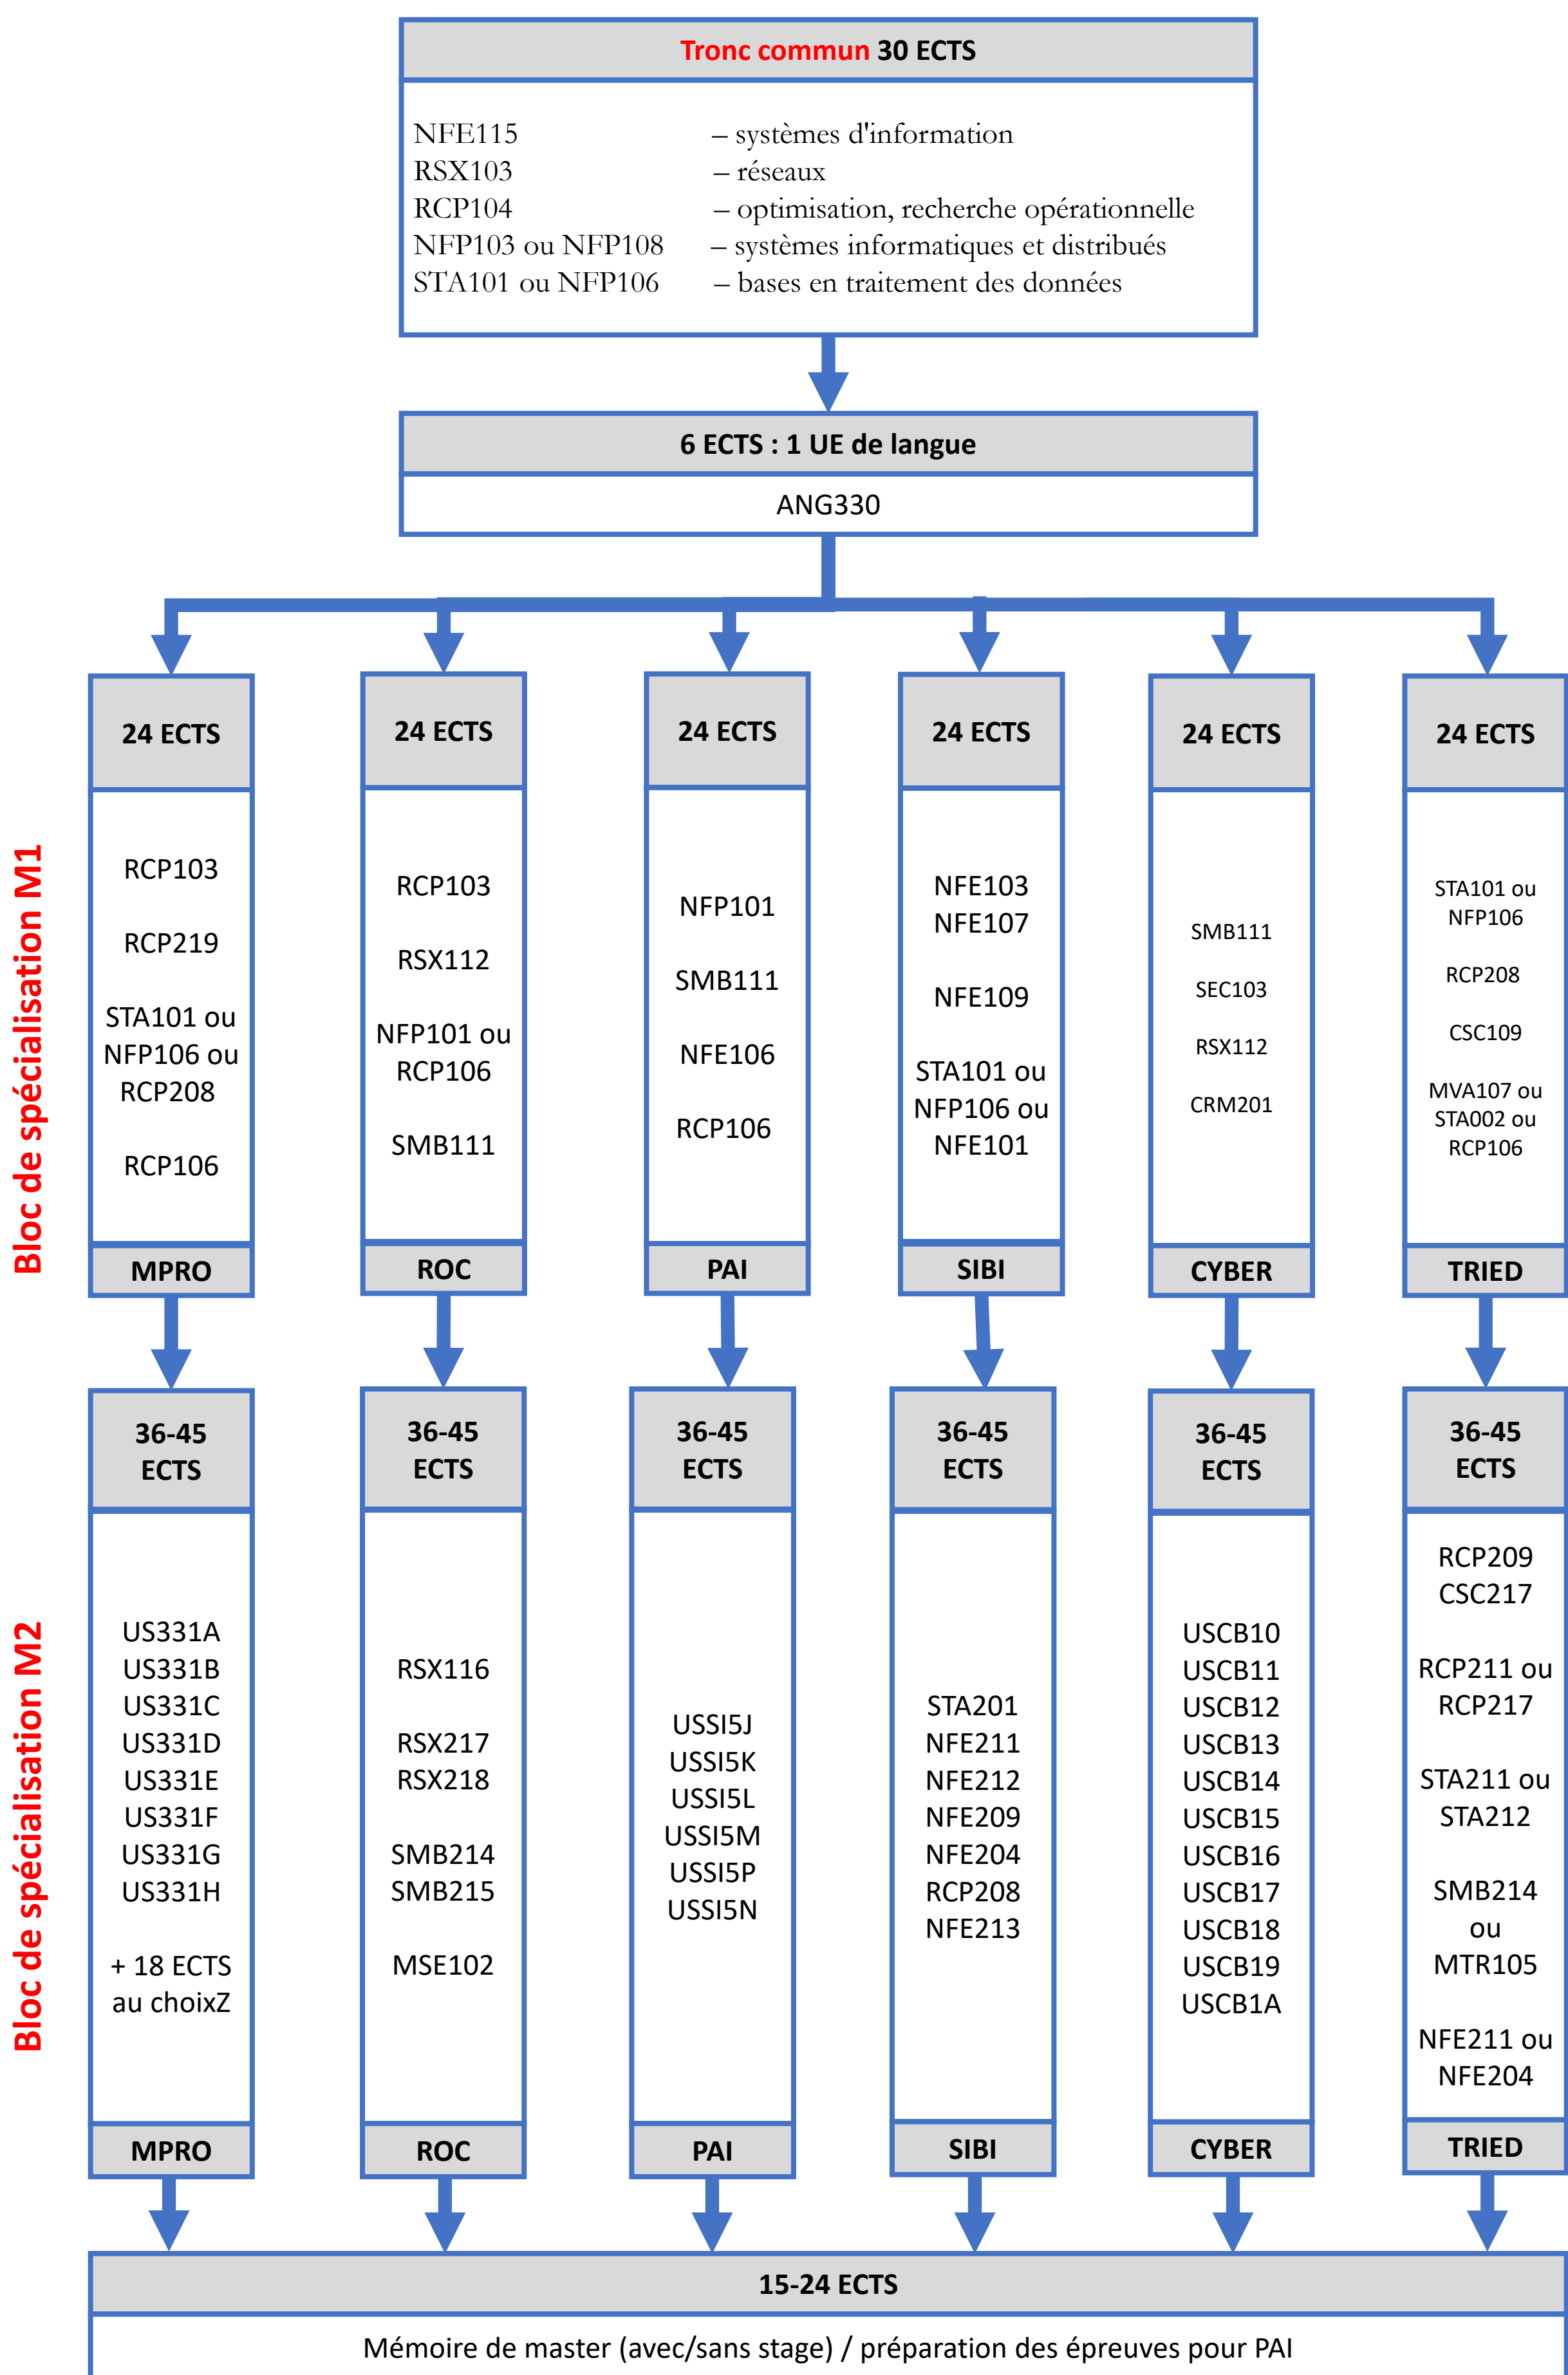 Tronc commun 30 ECTS
NFE115 – systèmes d'information
RSX103 – réseaux
RCP104 – optimisation, recherche opérationnelle
NFP103 ou NFP108 – systèmes informatiques et distribués
STA101 ou NFP106 – bases en traitement des données
6 ECTS : 1 UE de langue
ANG330
Bloc de spécialisation M1
24 ECTS
RCP103
RCP219
STA101 ou
NFP106 ou
RCP208
RCP106
MPRO
24 ECTS
RCP103
RSX112
NFP101 ou
RCP106
SMB111
ROC
24 ECTS
NFP101
SMB111
NFE106
RCP106
PAI
24 ECTS
NFE103
NFE107
NFE109
STA101 ou
NFP106 ou
NFE101
SIBI
24 ECTS
SMB111
SEC103
RSX112
CRM201
CYBER
24 ECTS
STA101 ou
NFP106
RCP208
CSC109
MVA107 ou
STA002 ou
RCP106
TRIED
Bloc de spécialisation M2
36-45
ECTS
US331A
US331B
US331C
US331D
US331E
US331F
US331G
US331H
+ 18 ECTS
au choixZ
MPRO
36-45
ECTS
RSX116
RSX217
RSX218
SMB214
SMB215
MSE102
ROC
36-45
ECTS
USSI5J
USSI5K
USSI5L
USSI5M
USSI5P
USSI5N
PAI
36-45
ECTS
STA201
NFE211
NFE212
NFE209
NFE204
RCP208
NFE213
SIBI
36-45
ECTS
USCB10
USCB11
USCB12
USCB13
USCB14
USCB15
USCB16
USCB17
USCB18
USCB19
USCB1A
CYBER
36-45
ECTS
RCP209
CSC217
RCP211 ou
RCP217
STA211 ou
STA212
SMB214
ou
MTR105
NFE211 ou
NFE204
TRIED
15-24 ECTS
Mémoire de master (avec/sans stage) / préparation des épreuves pour PAI